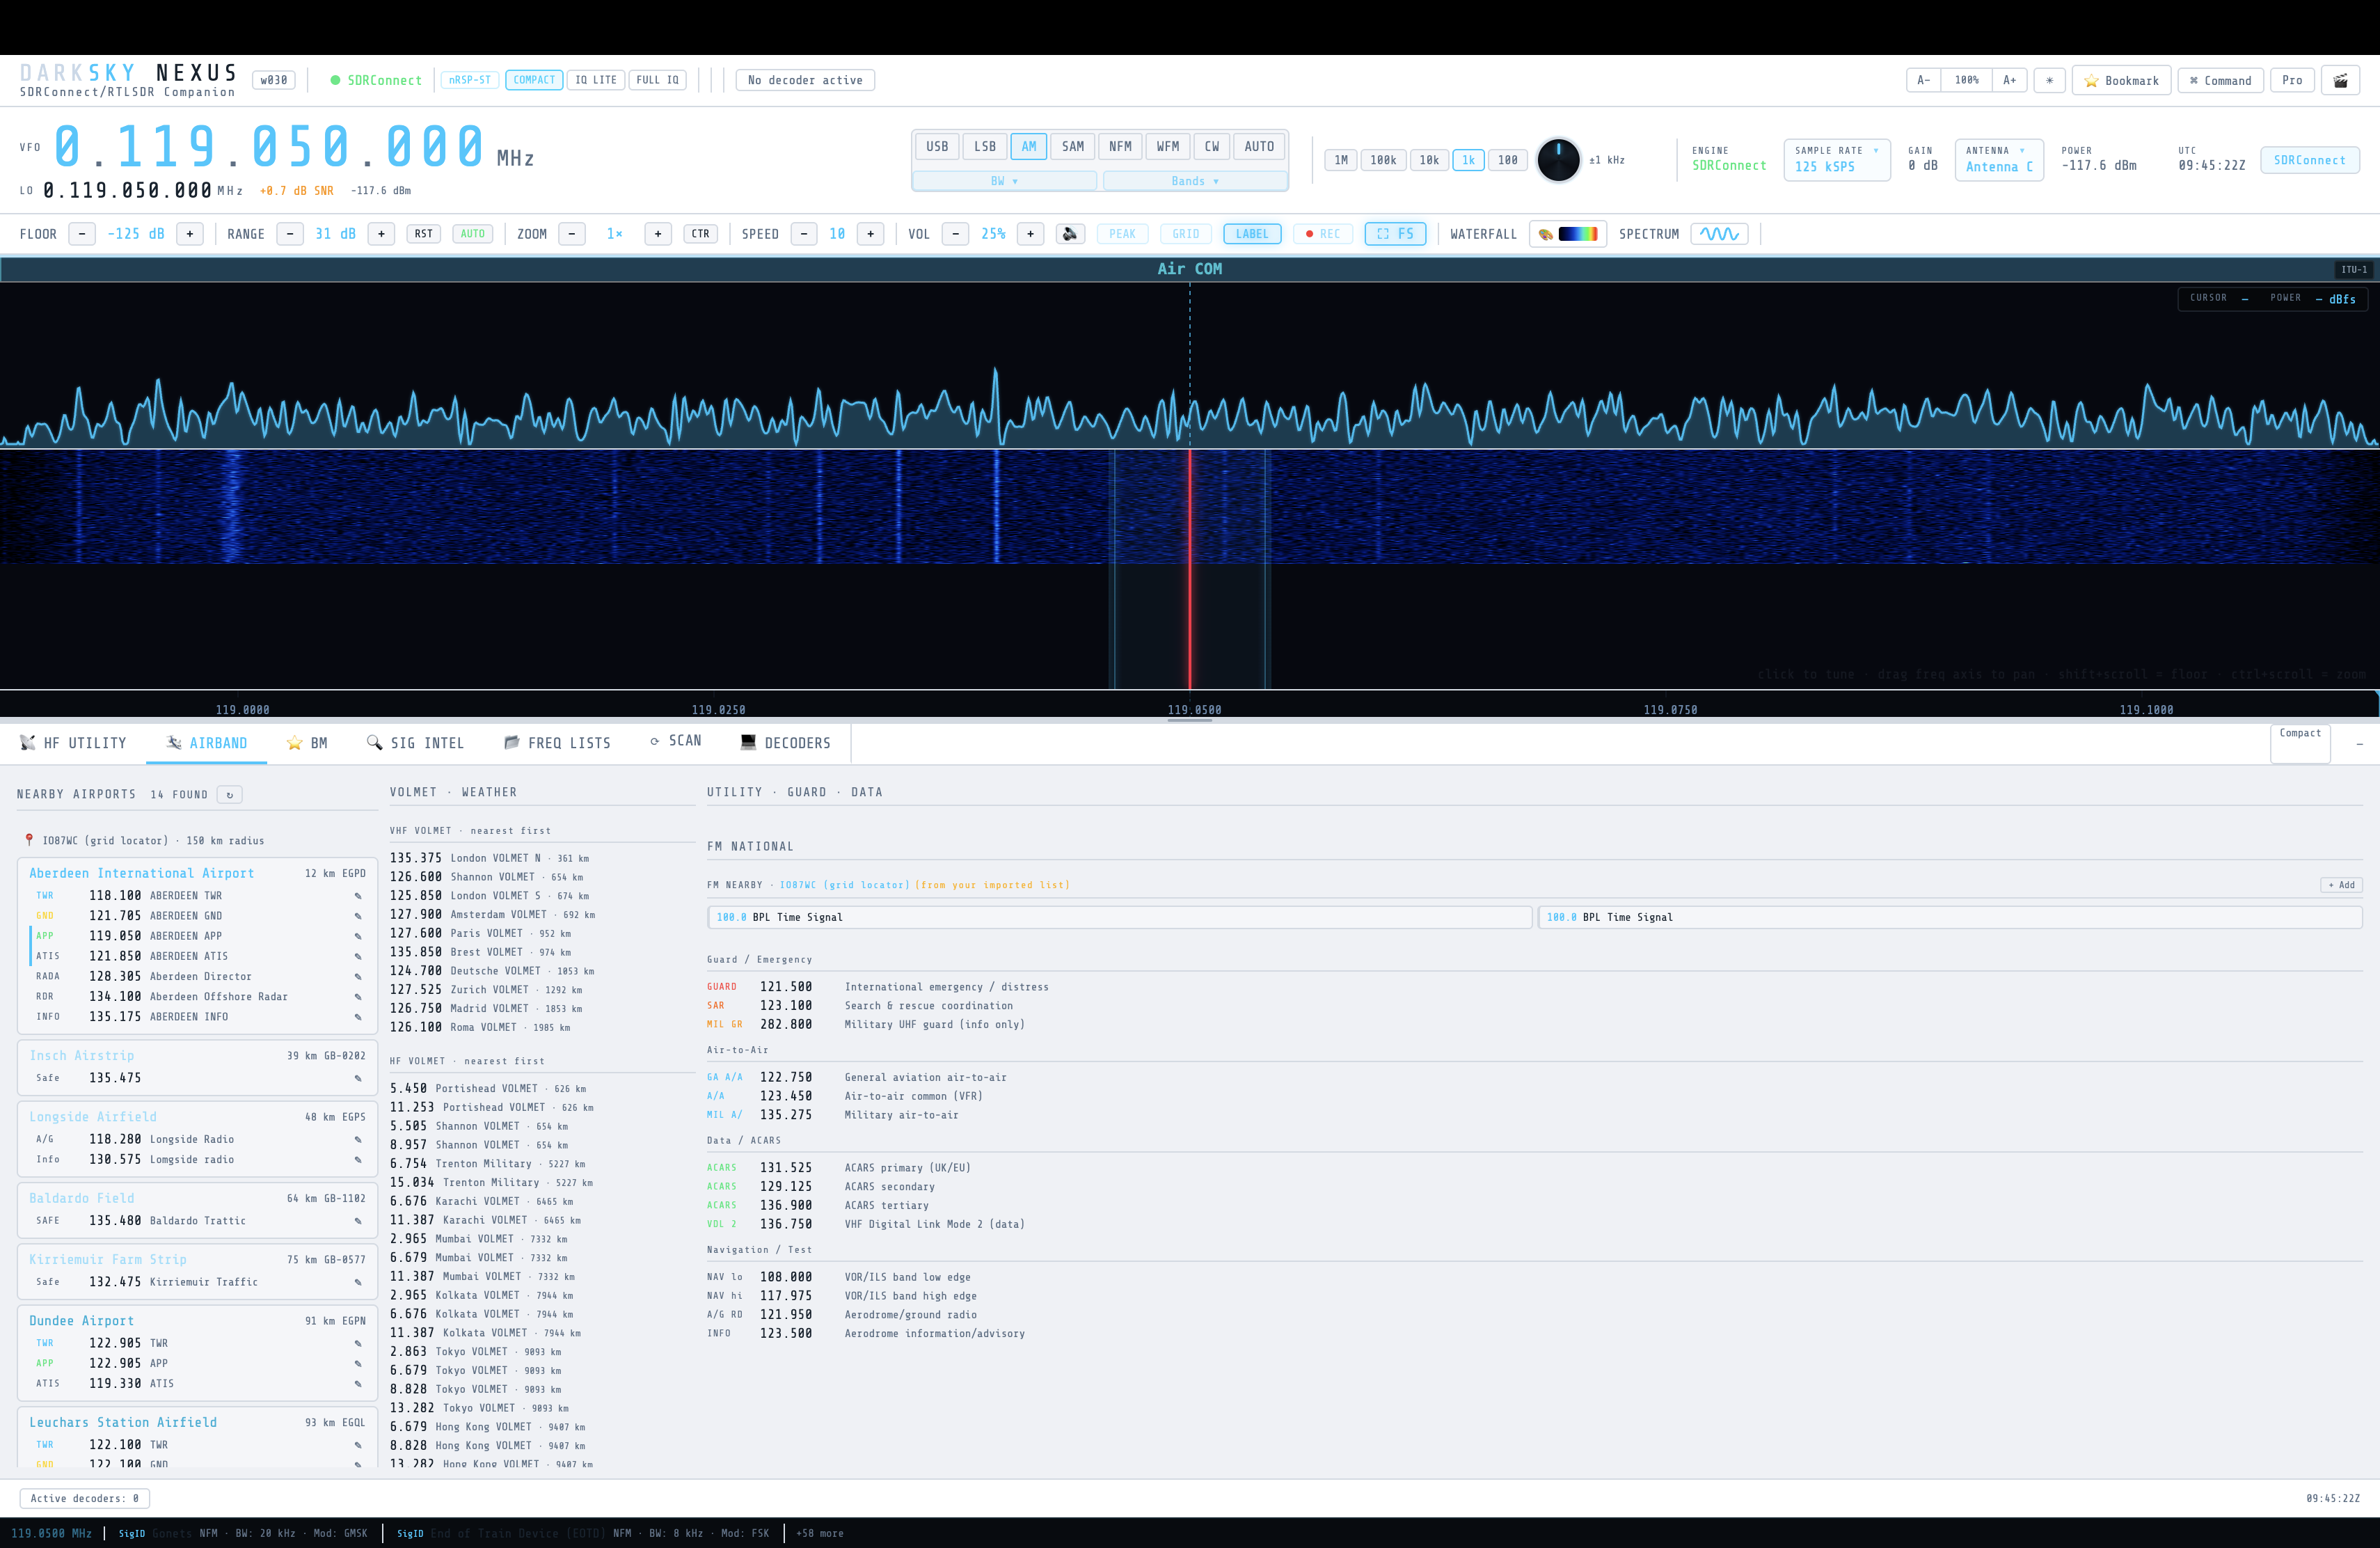 DARKSKY NEXUS
SDRConnect/RTLSDR Companion
w030
SDRConnect
nRSP-ST
COMPACT
IQ LITE
FULL IQ
No decoder active
A−
100%
A+
Bookmark
⌘ Command
Pro
VFO 0.119.050.000 MHz
LO 0.119.050.000 MHz +0.7 dB SNR -117.6 dBm
USB LSB AM SAM NFM WFM CW AUTO
BW ▾ Bands ▾
1M 100k 10k 1k 100
±1 kHz
ENGINE
SDRConnect
SAMPLE RATE ▾
125 kSPS
GAIN
0 dB
ANTENNA ▾
Antenna C
POWER
-117.6 dBm
UTC
09:45:22Z
SDRConnect
FLOOR − -125 dB + RANGE − 31 dB + RST AUTO ZOOM − 1× + CTR SPEED − 10 + VOL − 25% + PEAK GRID LABEL REC FS WATERFALL SPECTRUM
Air COM
ITU-1
CURSOR — POWER — dBfs
click to tune · drag freq axis to pan · shift+scroll = floor · ctrl+scroll = zoom
119.0000 119.0250 119.0500 119.0750 119.1000
HF UTILITY AIRBAND BM SIG INTEL FREQ LISTS SCAN DECODERS
Compact
—
NEARBY AIRPORTS 14 FOUND ↻
IO87WC (grid locator) · 150 km radius
Aberdeen International Airport 12 km EGPD
TWR 118.100 ABERDEEN TWR
GND 121.705 ABERDEEN GND
APP 119.050 ABERDEEN APP
ATIS 121.850 ABERDEEN ATIS
RADA 128.305 Aberdeen Director
RDR 134.100 Aberdeen Offshore Radar
INFO 135.175 ABERDEEN INFO
Insch Airstrip 39 km GB-0202
Safe 135.475
Longside Airfield 48 km EGPS
A/G 118.280 Longside Radio
Info 130.575 Lomgside radio
Baldardo Field 64 km GB-1102
SAFE 135.480 Baldardo Trattic
Kirriemuir Farm Strip 75 km GB-0577
Safe 132.475 Kirriemuir Traffic
Dundee Airport 91 km EGPN
TWR 122.905 TWR
APP 122.905 APP
ATIS 119.330 ATIS
Leuchars Station Airfield 93 km EGQL
TWR 122.100 TWR
GND 122.100 GND
VOLMET · WEATHER
VHF VOLMET · nearest first
135.375 London VOLMET N · 361 km
126.600 Shannon VOLMET · 654 km
125.850 London VOLMET S · 674 km
127.900 Amsterdam VOLMET · 692 km
127.600 Paris VOLMET · 952 km
135.850 Brest VOLMET · 974 km
124.700 Deutsche VOLMET · 1053 km
127.525 Zurich VOLMET · 1292 km
126.750 Madrid VOLMET · 1853 km
126.100 Roma VOLMET · 1985 km
HF VOLMET · nearest first
5.450 Portishead VOLMET · 626 km
11.253 Portishead VOLMET · 626 km
5.505 Shannon VOLMET · 654 km
8.957 Shannon VOLMET · 654 km
6.754 Trenton Military · 5227 km
15.034 Trenton Military · 5227 km
6.676 Karachi VOLMET · 6465 km
11.387 Karachi VOLMET · 6465 km
2.965 Mumbai VOLMET · 7332 km
6.679 Mumbai VOLMET · 7332 km
11.387 Mumbai VOLMET · 7332 km
2.965 Kolkata VOLMET · 7944 km
6.676 Kolkata VOLMET · 7944 km
11.387 Kolkata VOLMET · 7944 km
2.863 Tokyo VOLMET · 9093 km
6.679 Tokyo VOLMET · 9093 km
8.828 Tokyo VOLMET · 9093 km
13.282 Tokyo VOLMET · 9093 km
6.679 Hong Kong VOLMET · 9407 km
8.828 Hong Kong VOLMET · 9407 km
13.282 Hong Kong VOLMET · 9407 km
UTILITY · GUARD · DATA
FM NATIONAL
FM NEARBY · IO87WC (grid locator) (from your imported list) + Add
100.0 BPL Time Signal 100.0 BPL Time Signal
Guard / Emergency
GUARD 121.500 International emergency / distress
SAR 123.100 Search & rescue coordination
MIL GR 282.800 Military UHF guard (info only)
Air-to-Air
GA A/A 122.750 General aviation air-to-air
A/A 123.450 Air-to-air common (VFR)
MIL A/ 135.275 Military air-to-air
Data / ACARS
ACARS 131.525 ACARS primary (UK/EU)
ACARS 129.125 ACARS secondary
ACARS 136.900 ACARS tertiary
VDL 2 136.750 VHF Digital Link Mode 2 (data)
Navigation / Test
NAV lo 108.000 VOR/ILS band low edge
NAV hi 117.975 VOR/ILS band high edge
A/G RD 121.950 Aerodrome/ground radio
INFO 123.500 Aerodrome information/advisory
Active decoders: 0
09:45:22Z
119.0500 MHz SigID Gonets NFM · BW: 20 kHz · Mod: GMSK SigID End of Train Device (EOTD) NFM · BW: 8 kHz · Mod: FSK +58 more